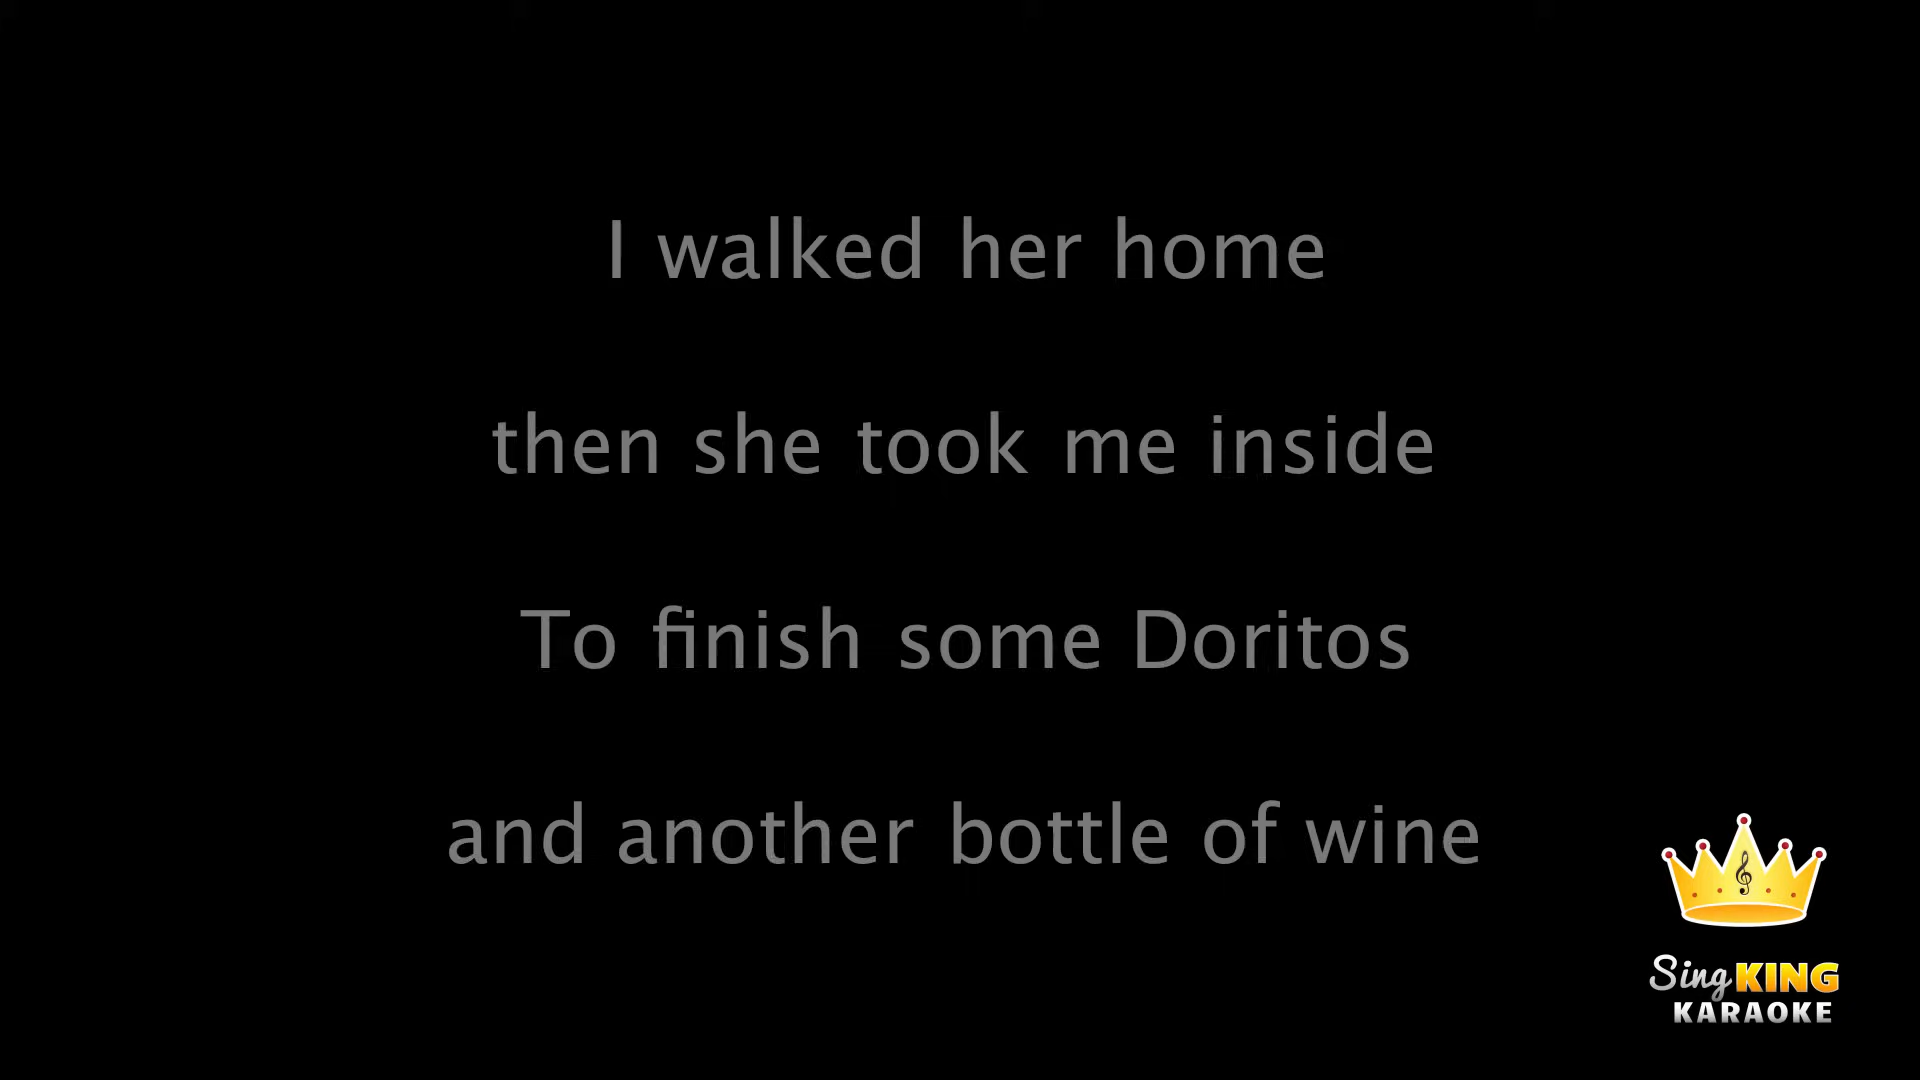 I walked her home
then she took me inside
To finish some Doritos
and another bottle of wine
Sing KING
KARAOKE